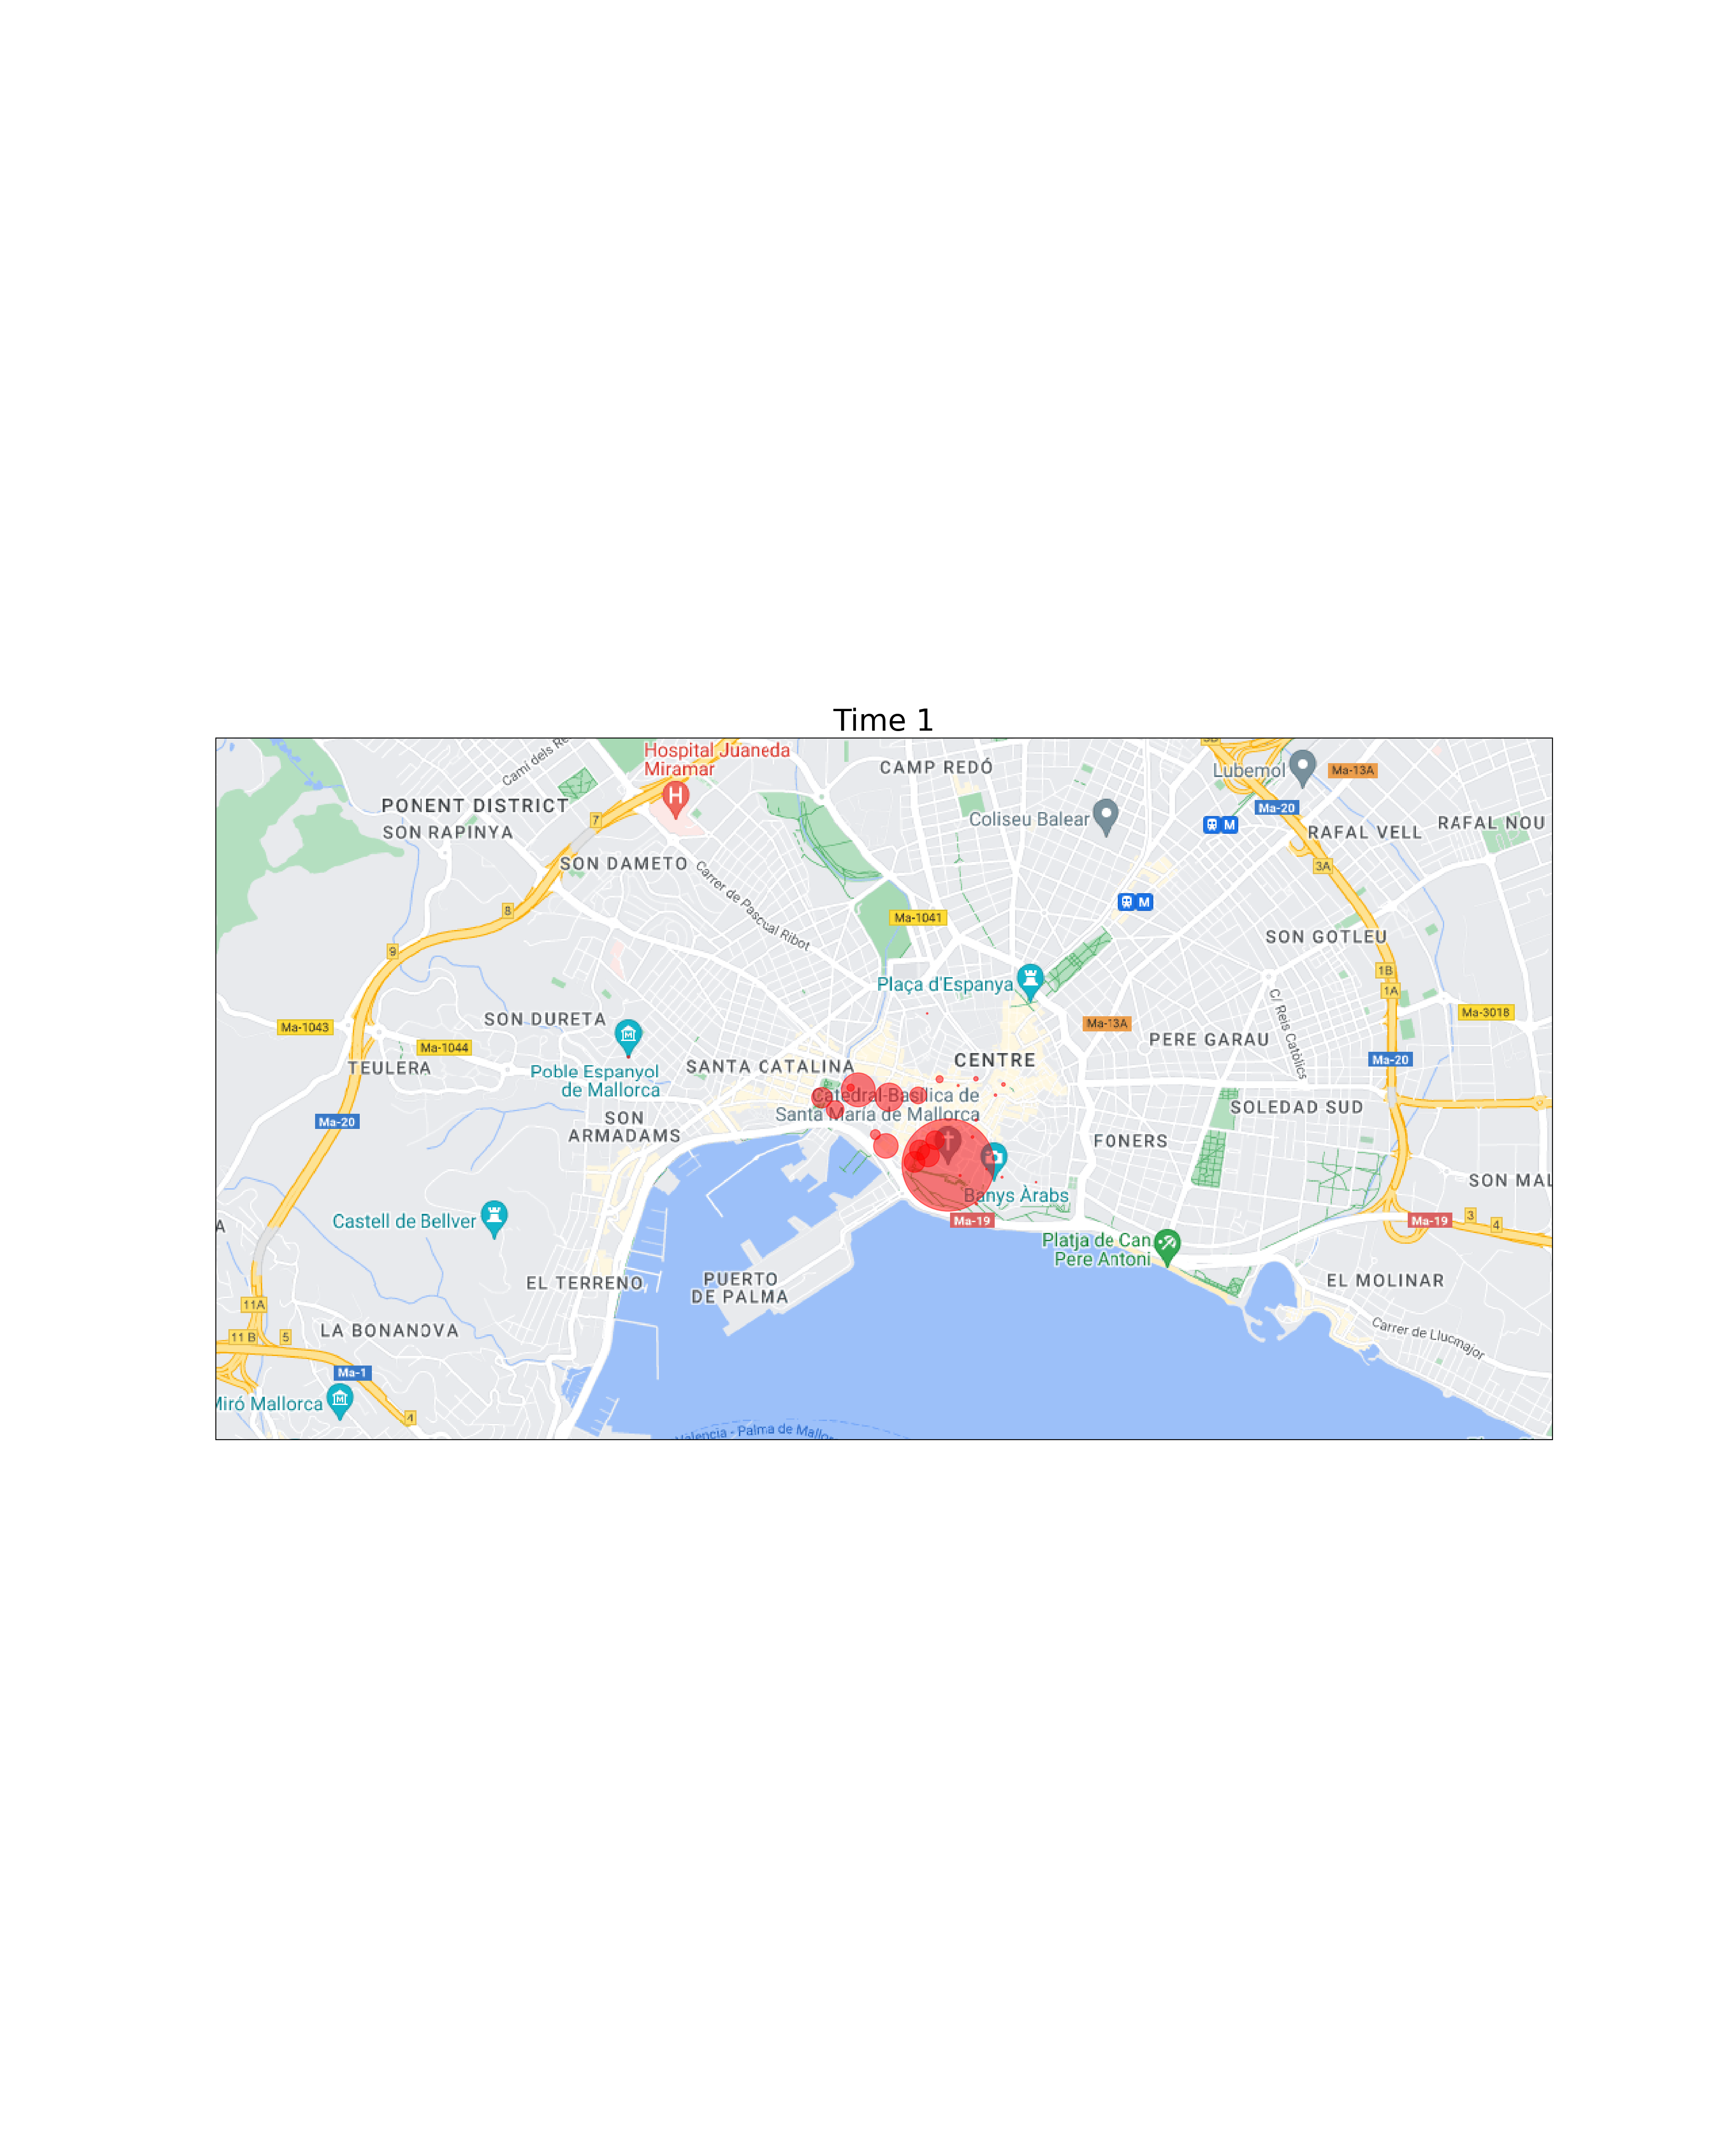 Time 1
Hospital Juaneda
Miramar
Camí dels Re
CAMP REDÓ
Lubemol
Ma-13A
PONENT DISTRICT
SON RAPINYA
7
Coliseu Balear
Ma-20
M
RAFAL VELL
RAFAL NOU
SON DAMETO
Carrer de Pascual Ribot
3A
8
Ma-1041
M
9
SON GOTLEU
1B
1A
Plaça d'Espanya
C/ Reis Catòlics
Ma-1043
SON DURETA
Ma-13A
Ma-3018
Ma-1044
PERE GARAU
TEULERA
Poble Espanyol
de Mallorca
SANTA CATALINA
CENTRE
Ma-20
Catedral-Basílica de
Santa María de Mallorca
Ma-20
SON
ARMADAMS
SOLEDAD SUD
FONERS
SON MAL
Banys Àrabs
A
Castell de Bellver
Ma-19
Ma-19
3
4
Platja de Can
Pere Antoni
EL TERRENO
PUERTO
DE PALMA
EL MOLINAR
11A
11 B
5
LA BONANOVA
Carrer de Llucmajor
Ma-1
Miró Mallorca
4
Valencia - Palma de Mallor